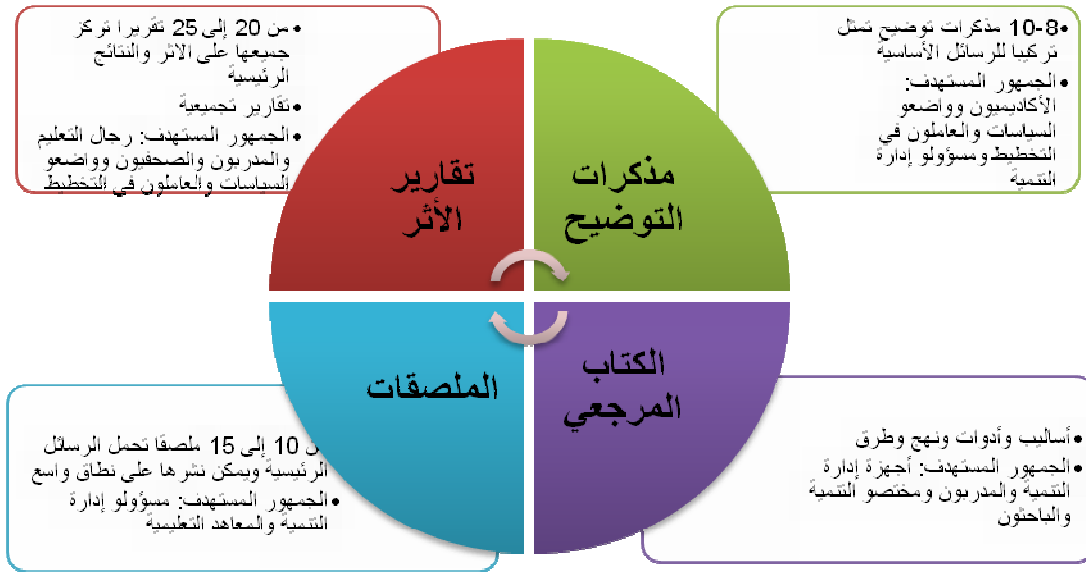 • 8-10 مذكرات توضيح تمثل
تركيبا للرسائل الأساسية
• الجمهور المستهدف:
الأكاديميون وواضعو
السياسات والعاملون في
التخطيط ومسؤولو إدارة
التنمية
• من 20 إلى 25 تقريرا تركز
جميعها على الاثر والنتائج
الرئيسية
• تقارير تجميعية
• الجمهور المستهدف: رجال التعليم
والمدربون والصحفيون وواضعو
السياسات والعاملون في التخطيط
مذكرات
التوضيح
تقارير
الأثر
الكتاب
المرجعي
الملصقات
• أساليب وأدوات ونهج وطرق
• الجمهور المستهدف: أجهزة إدارة
التنمية والمدربون ومختصو التنمية
والباحثون
10 إلى 15 ملصقا تحمل الرسائل
الرئيسية ويمكن نشرها على نطاق واسع
• الجمهور المستهدف: مسؤولو إدارة
التنمية والمعاهد التعليمية